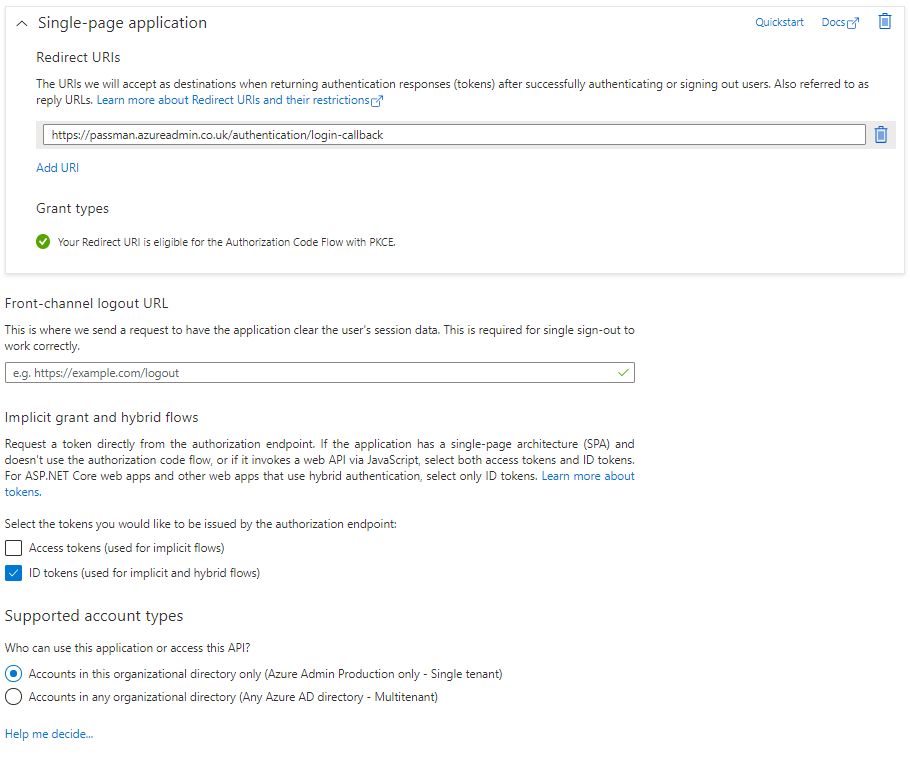 Single-page application
Quickstart
Docs
Redirect URIs
The URIs we will accept as destinations when returning authentication responses (tokens) after successfully authenticating or signing out users. Also referred to as
reply URLs. Learn more about Redirect URIs and their restrictions
https://passman.azureadmin.co.uk/authentication/login-callback
Add URI
Grant types
Your Redirect URI is eligible for the Authorization Code Flow with PKCE.
Front-channel logout URL
This is where we send a request to have the application clear the user's session data. This is required for single sign-out to
work correctly.
e.g. https://example.com/logout
Implicit grant and hybrid flows
Request a token directly from the authorization endpoint. If the application has a single-page architecture (SPA) and
doesn't use the authorization code flow, or if it invokes a web API via JavaScript, select both access tokens and ID tokens.
For ASP.NET Core web apps and other web apps that use hybrid authentication, select only ID tokens. Learn more about
tokens.
Select the tokens you would like to be issued by the authorization endpoint:
Access tokens (used for implicit flows)
ID tokens (used for implicit and hybrid flows)
Supported account types
Who can use this application or access this API?
Accounts in this organizational directory only (Azure Admin Production only - Single tenant)
Accounts in any organizational directory (Any Azure AD directory - Multitenant)
Help me decide...